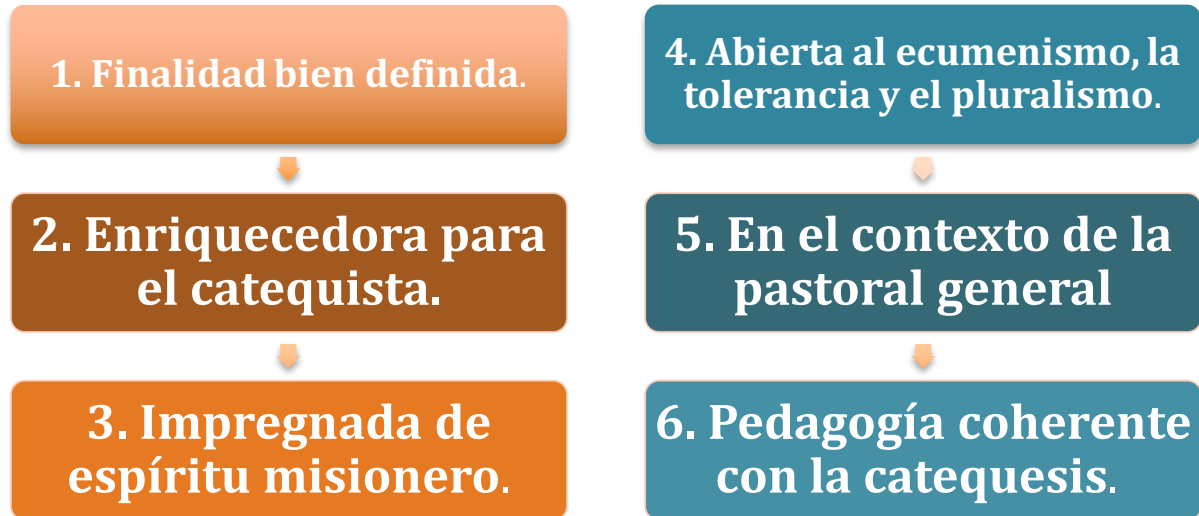 1. Finalidad bien definida.
2. Enriquecedora para
el catequista.
3. Impregnada de
espíritu misionero.
4. Abierta al ecumenismo, la
tolerancia y el pluralismo.
5. En el contexto de la
pastoral general
6. Pedagogía coherente
con la catequesis.